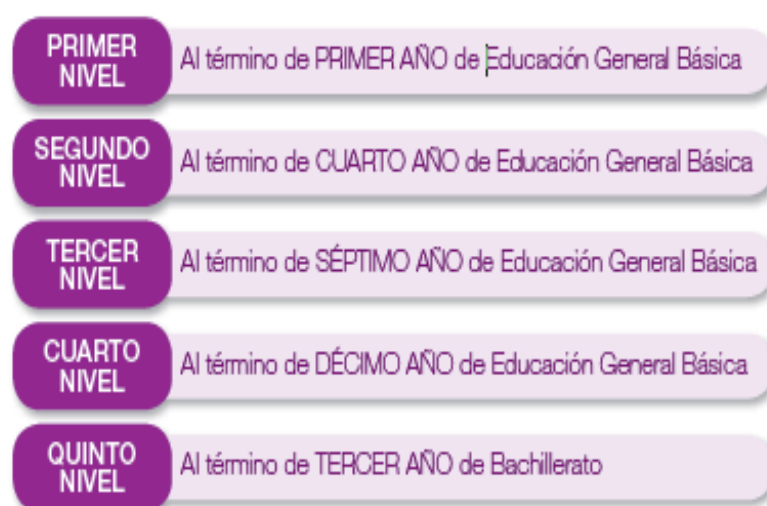 PRIMER
NIVEL
Al término de PRIMER AÑO de Educación General Básica
SEGUNDO
NIVEL
Al término de CUARTO AÑO de Educación General Básica
TERCER
NIVEL
Al término de SÉPTIMO AÑO de Educación General Básica
CUARTO
NIVEL
Al término de DÉCIMO AÑO de Educación General Básica
QUINTO
NIVEL
Al término de TERCER AÑO de Bachillerato